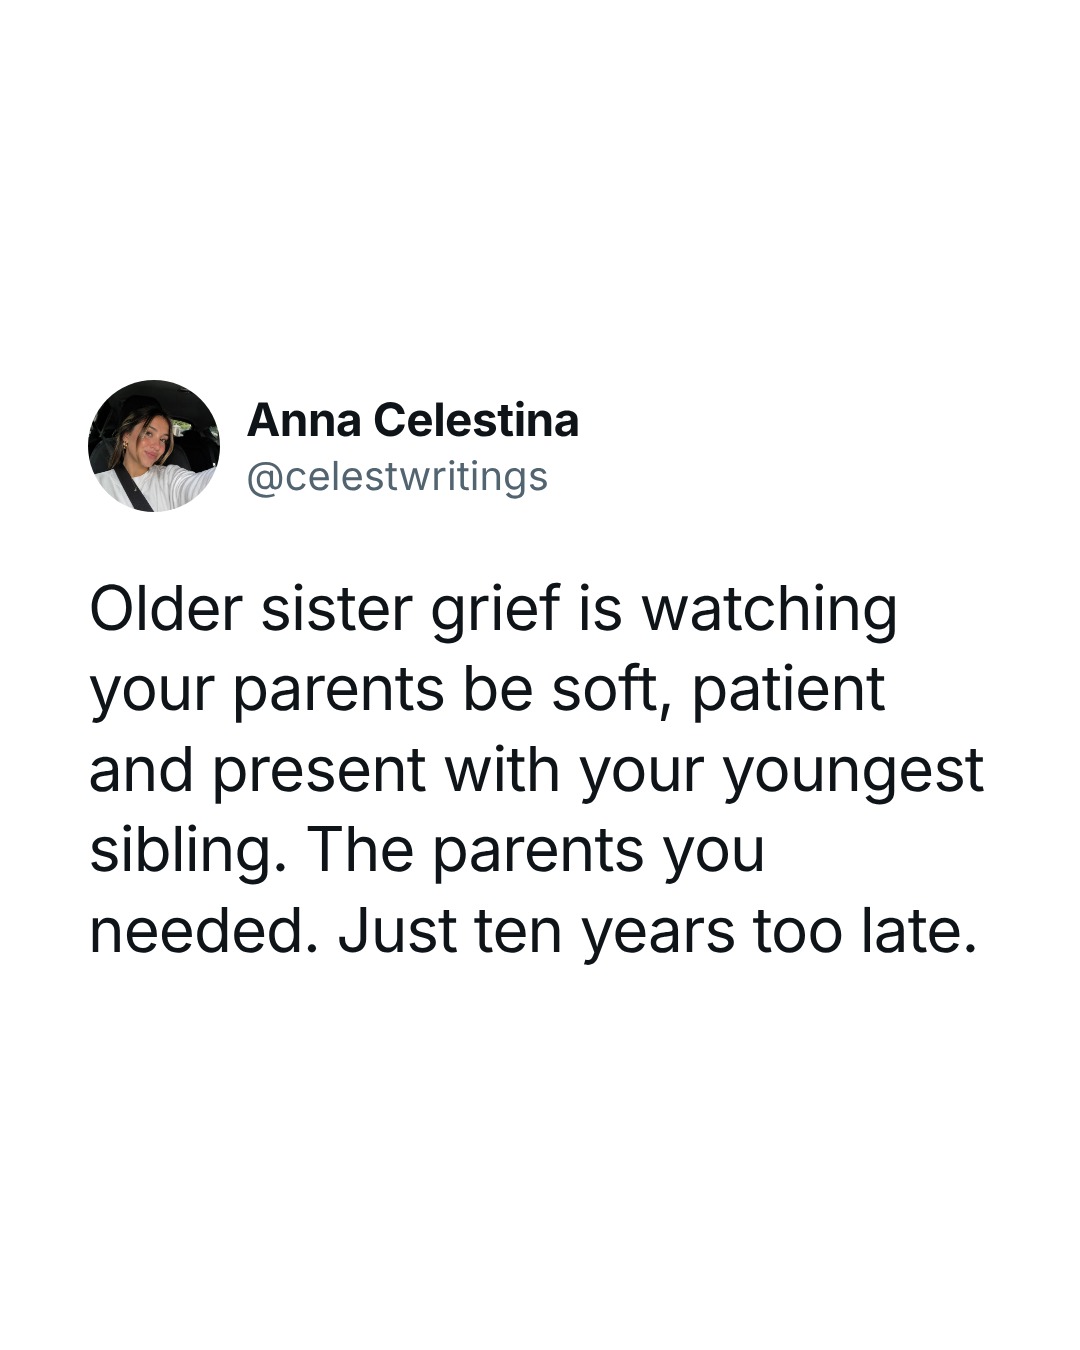 Anna Celestina
@celestwritings
Older sister grief is watching
your parents be soft, patient
and present with your youngest
sibling. The parents you
needed. Just ten years too late.